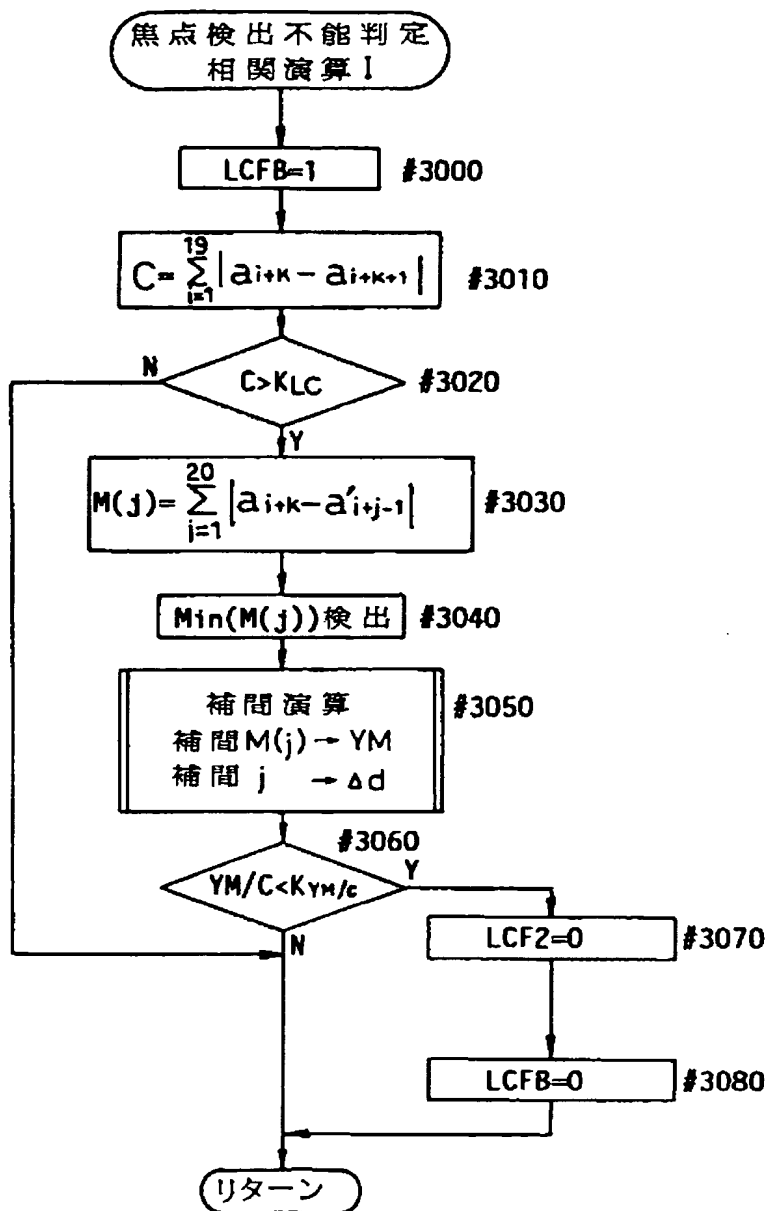 焦点検出不能判定
相関演算I
LCFB=1 #3000
C=∑_{i=1}^{19}|a_{i+K}−a_{i+K+1}| #3010
N
C>K_{LC} #3020
Y
M(j)=∑_{j=1}^{20}|a_{i+K}−a'_{i+j-1}| #3030
Min(M(j))検出 #3040
補間演算 #3050
補間M(j)→YM
補間j →Δd
#3060
YM/C<K_{YM/C} Y
N
LCF2=0 #3070
LCFB=0 #3080
リターン